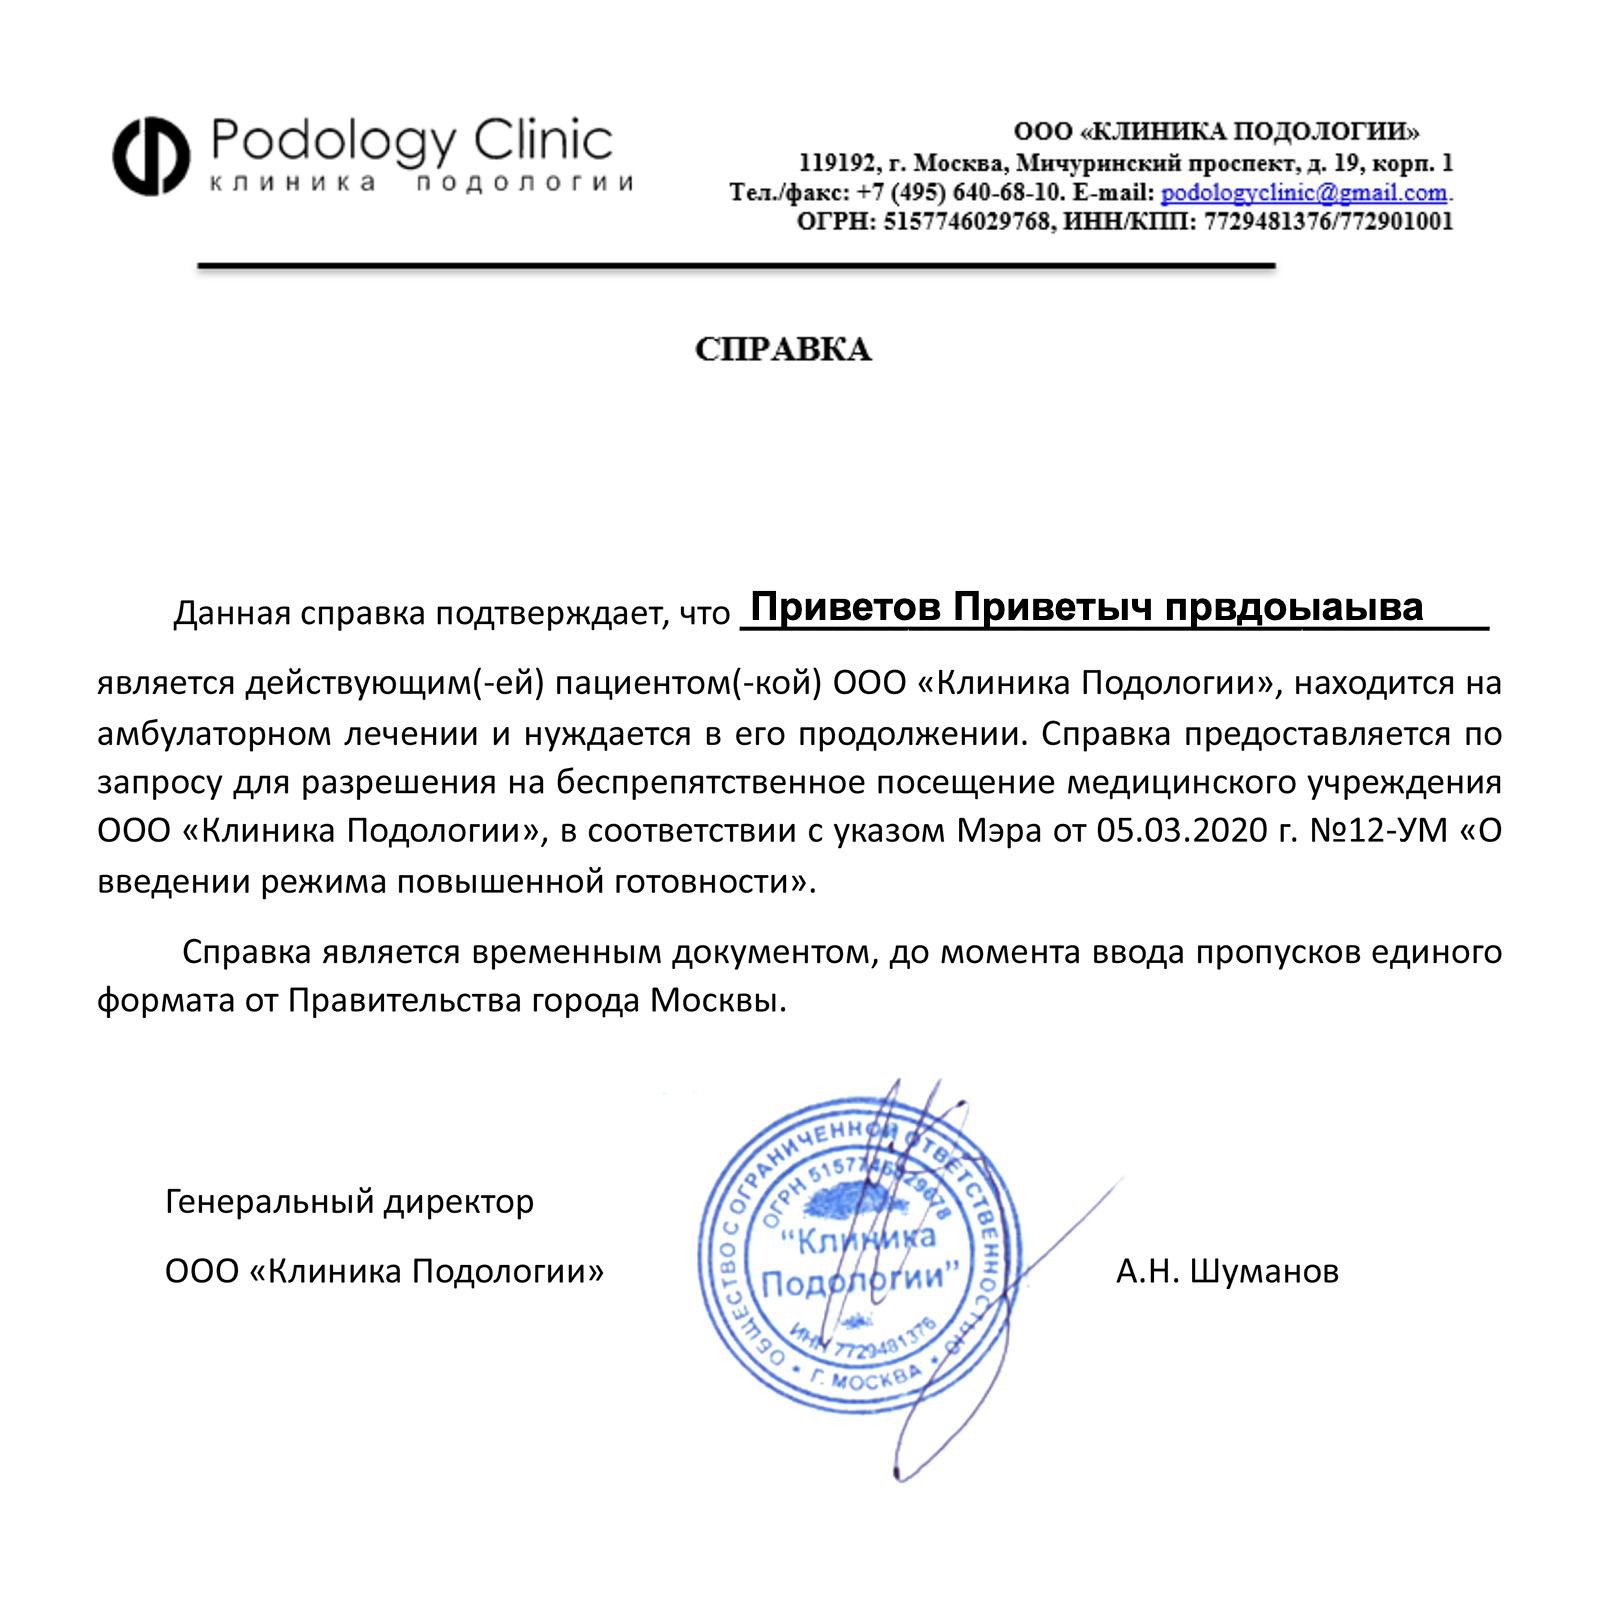 Podology Clinic
клиника подологии
ООО «КЛИНИКА ПОДОЛОГИИ»
119192, г. Москва, Мичуринский проспект, д. 19, корп. 1
Тел./факс: +7 (495) 640-68-10. E-mail: podologyclinic@gmail.com.
ОГРН: 5157746029768, ИНН/КПП: 7729481376/772901001
СПРАВКА
Данная справка подтверждает, что Приветов Приветыч првдоыаыва
является действующим(-ей) пациентом(-кой) ООО «Клиника Подологии», находится на
амбулаторном лечении и нуждается в его продолжении. Справка предоставляется по
запросу для разрешения на беспрепятственное посещение медицинского учреждения
ООО «Клиника Подологии», в соответствии с указом Мэра от 05.03.2020 г. №12-УМ «О
введении режима повышенной готовности».
Справка является временным документом, до момента ввода пропусков единого
формата от Правительства города Москвы.
Генеральный директор
ООО «Клиника Подологии»
ОБЩЕСТВО С ОГРАНИЧЕННОЙ ОТВЕТСТВЕННОСТЬЮ
ОГРН
“Клиника
Подологии”
ИНН 7729481376
* Г. МОСКВА *
А.Н. Шуманов